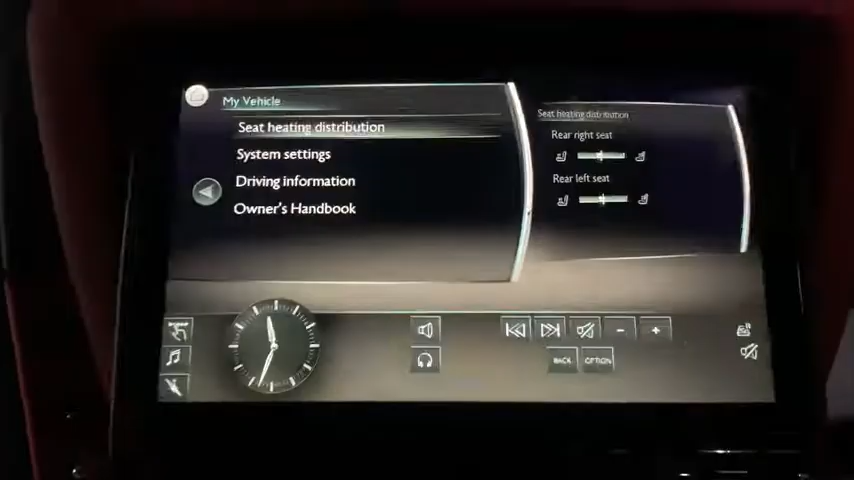 My Vehicle
Seat heating distribution
System settings
Driving information
Owner's Handbook
Seat heating distribution
Rear right seat
Rear left seat
BACK
OPTION